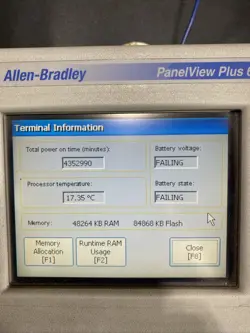 Allen-Bradley
PanelView Plus 6
Terminal Information
Total power on time (minutes):
4352990
Battery voltage:
FAILING
Processor temperature:
17,35 °C
Battery state:
FAILING
Memory: 48264 KB RAM 84868 KB Flash
Memory Allocation [F1]
Runtime RAM Usage [F2]
Close [F8]